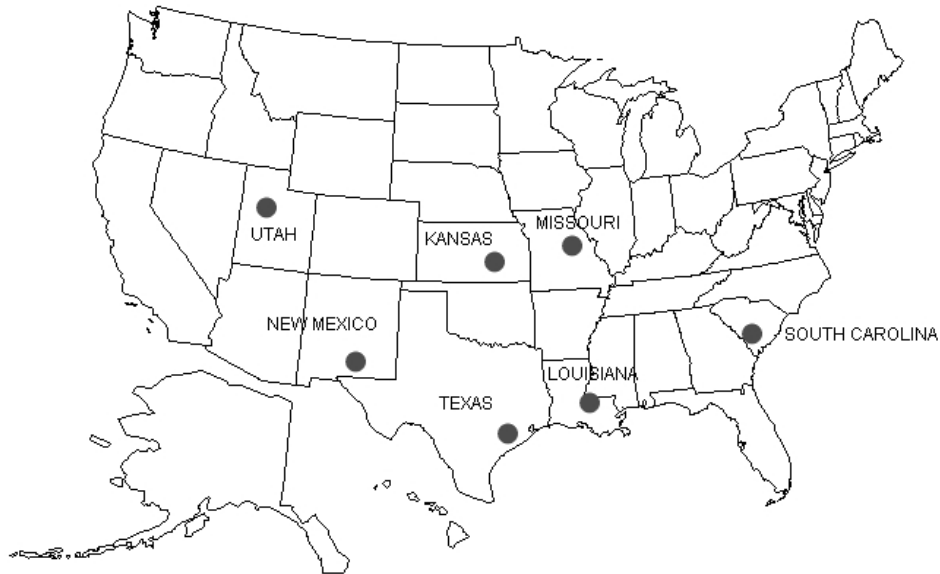 MISSOURI
UTAH
KANSAS
NEW MEXICO
SOUTH CAROLINA
LOUISIANA
TEXAS